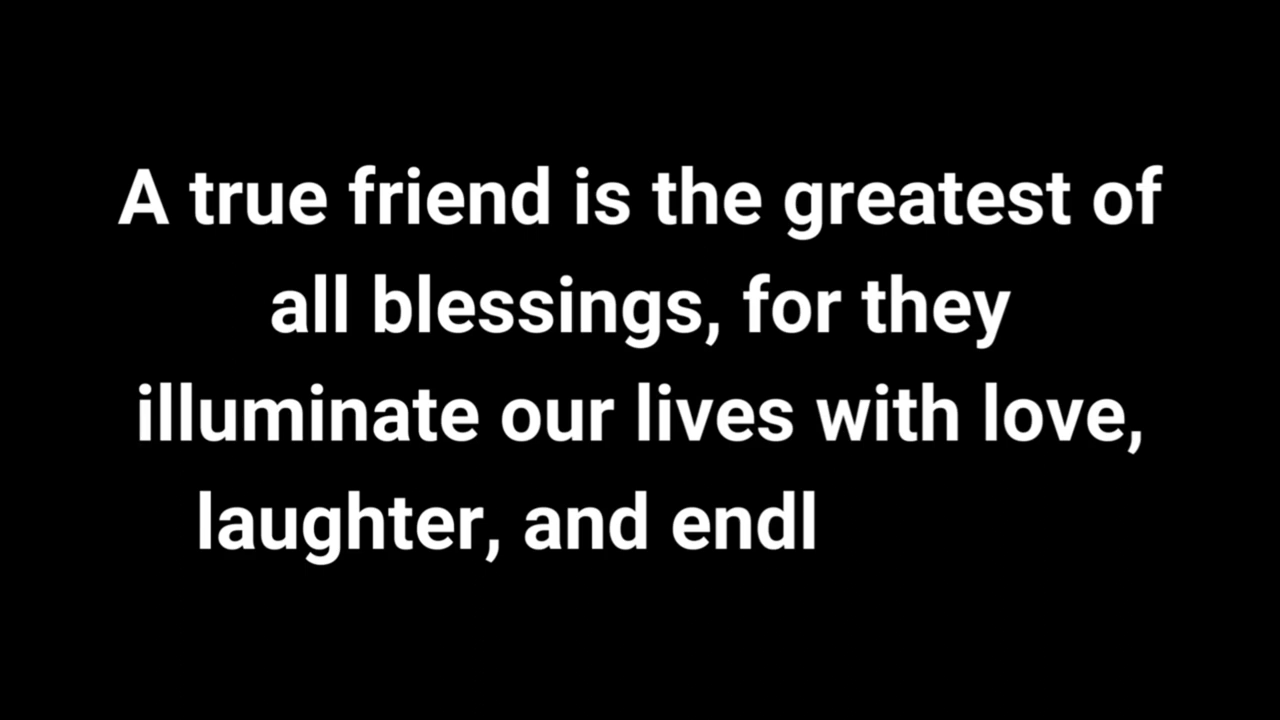 A true friend is the greatest of
all blessings, for they
illuminate our lives with love,
laughter, and endl